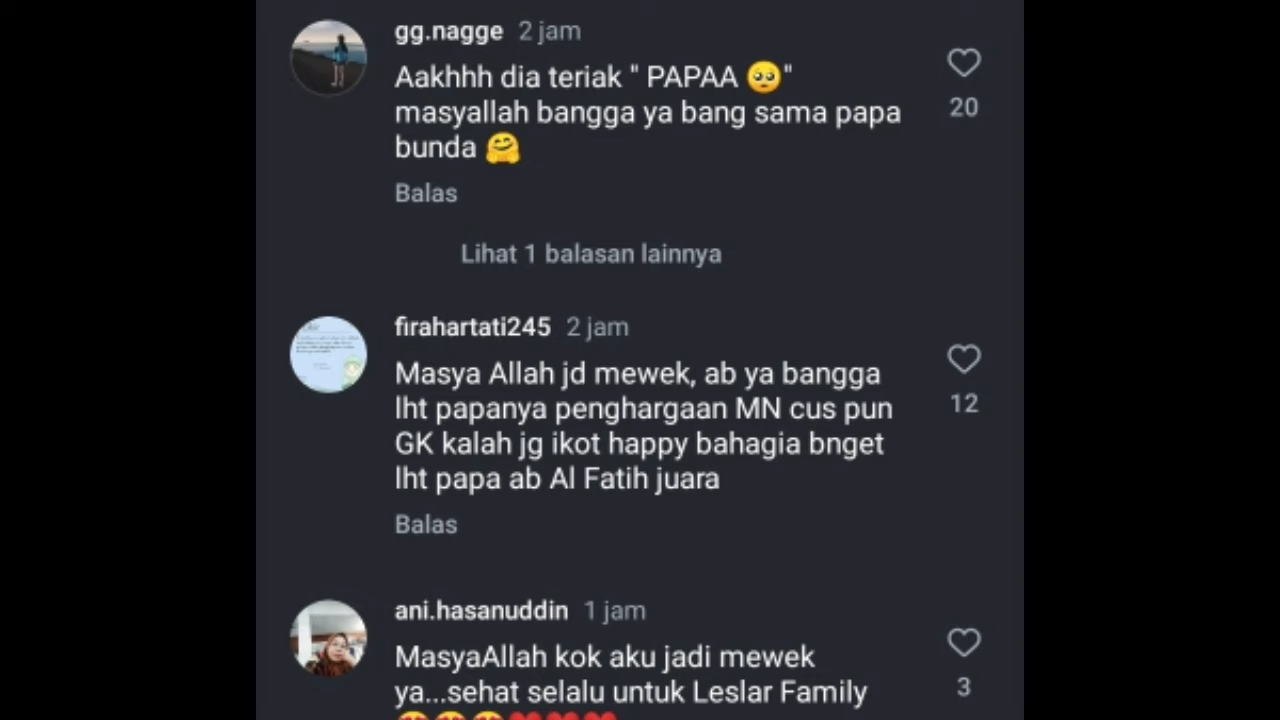 gg.nagge 2 jam
Aakhhh dia teriak " PAPAA 🥺"
masyallah bangga ya bang sama papa
bunda 🤗
20
Balas
Lihat 1 balasan lainnya
firahartati245 2 jam
Masya Allah jd mewek, ab ya bangga
lht papanya penghargaan MN cus pun
GK kalah jg ikot happy bahagia bnget
lht papa ab Al Fatih juara
12
Balas
ani.hasanuddin 1 jam
MasyaAllah kok aku jadi mewek
ya...sehat selalu untuk Leslar Family
3